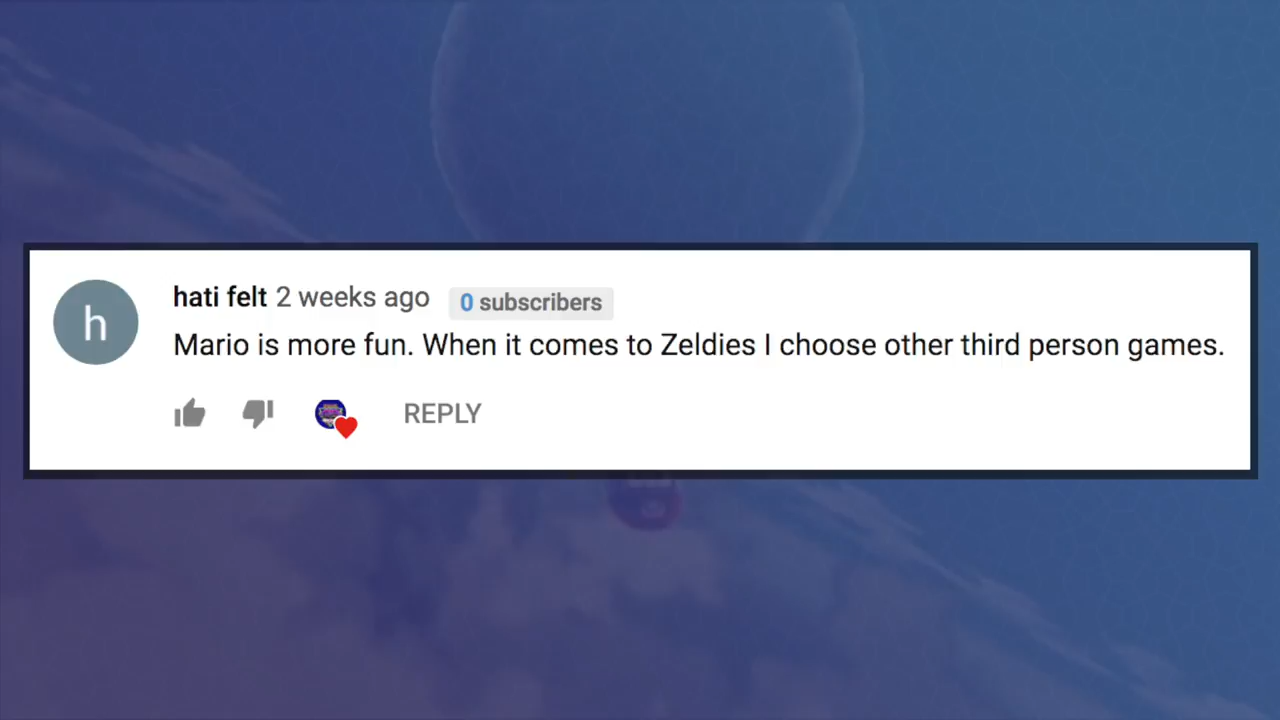 h
hati felt 2 weeks ago 0 subscribers
Mario is more fun. When it comes to Zeldies I choose other third person games.
REPLY